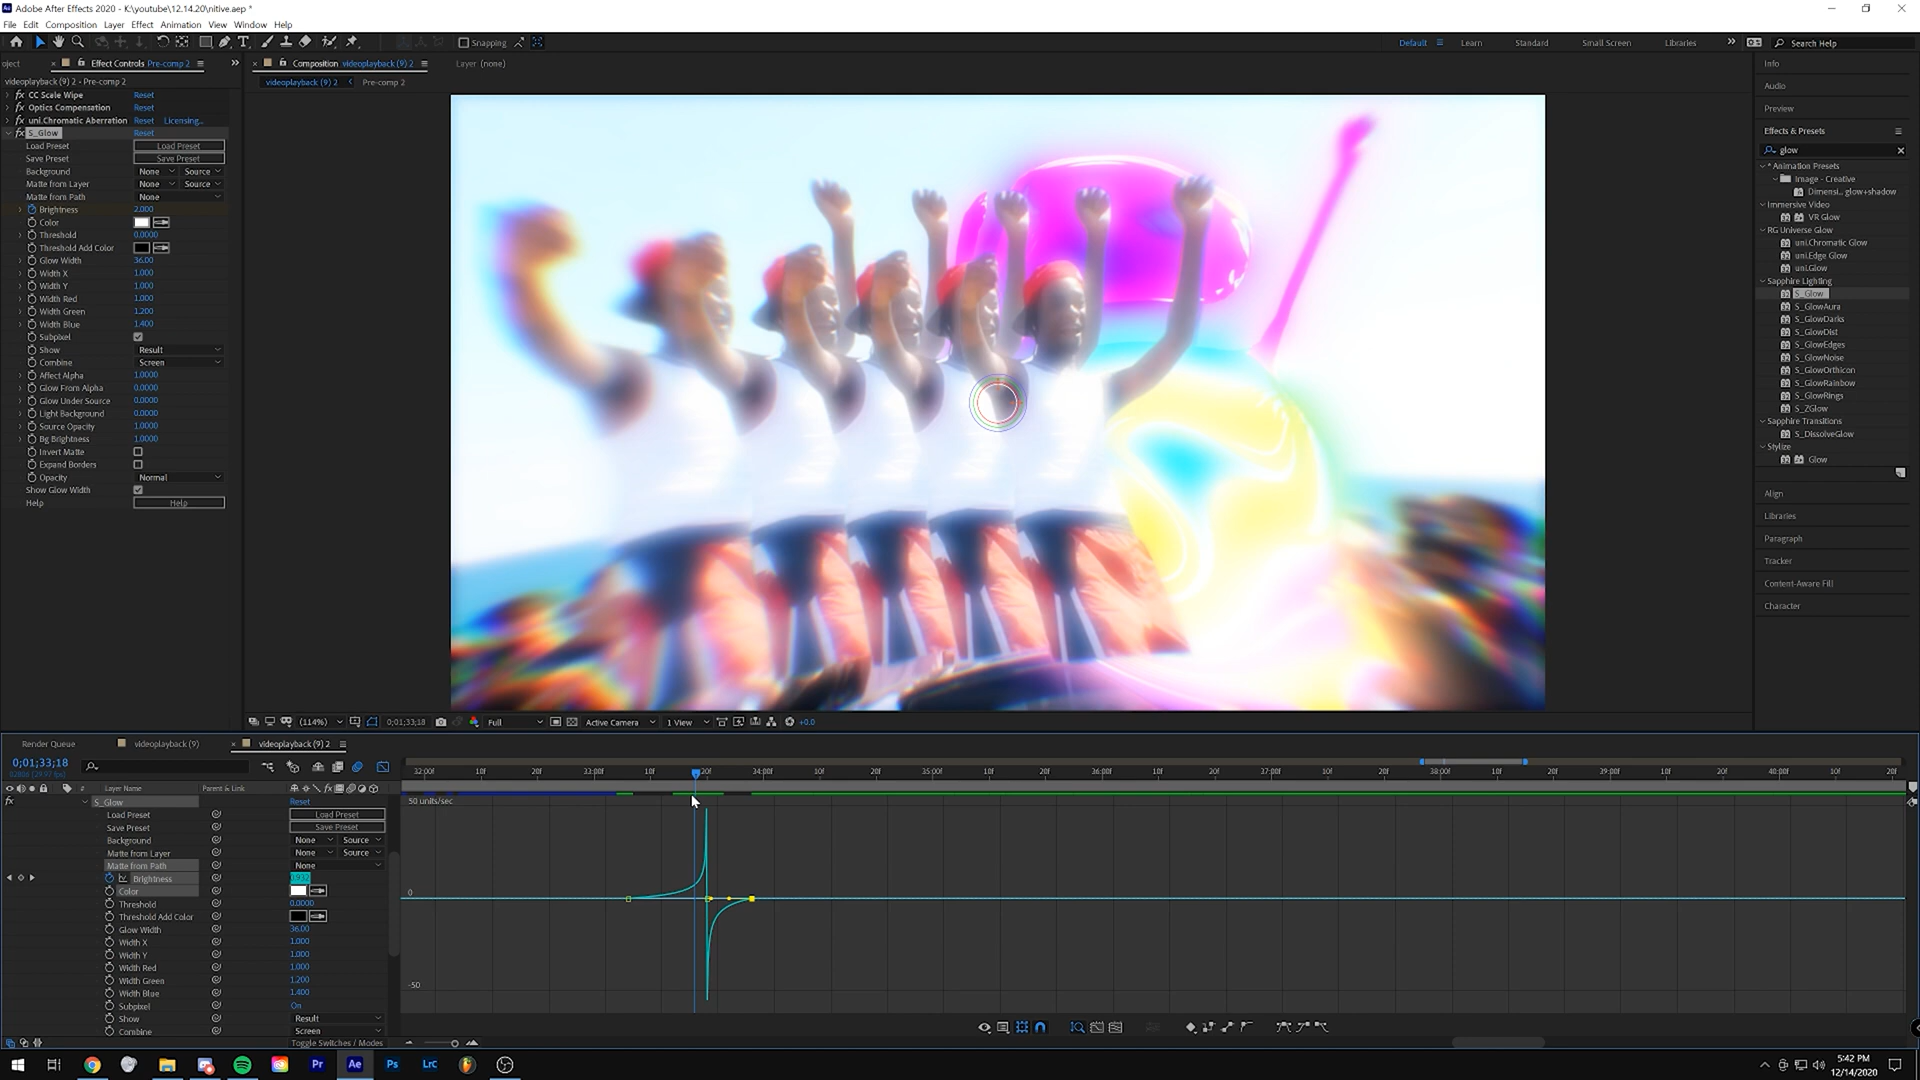 Adobe After Effects 2020 - K:\youtube\12.14.20\nitive.aep *
File Edit Composition Layer Effect Animation View Window Help
Snapping
Default Learn Standard Small Screen Libraries Search Help
oject Effect Controls Pre-comp 2
Composition videoplayback (9) 2
Layer (none)
videoplayback (9) 2 - Pre-comp 2
videoplayback (9) 2 Pre-comp 2
fx CC Scale Wipe Reset
fx Optics Compensation Reset
fx uni.Chromatic Aberration Reset Licensing...
fx S_Glow Reset
Load Preset Load Preset
Save Preset Save Preset
Background None Source
Matte from Layer None Source
Matte from Path None
Brightness 2.000
Color
Threshold 0.0000
Threshold Add Color
Glow Width 36.00
Width X 1.000
Width Y 1.000
Width Red 1.000
Width Green 1.200
Width Blue 1.400
Subpixel
Show Result
Combine Screen
Affect Alpha 1.0000
Glow From Alpha 0.0000
Glow Under Source 0.0000
Light Background 0.0000
Source Opacity 1.0000
Bg Brightness 1.0000
Invert Matte
Expand Borders
Opacity Normal
Show Glow Width
Help Help
(114%) 0;01;33;18 Full Active Camera 1 View +0.0
Info
Audio
Preview
Effects & Presets
glow
* Animation Presets
Image - Creative
Dimensi... glow+shadow
Immersive Video
VR Glow
RG Universe Glow
uni.Chromatic Glow
uni.Edge Glow
uni.Glow
Sapphire Lighting
S_Glow
S_GlowAura
S_GlowDarks
S_GlowDist
S_GlowEdges
S_GlowNoise
S_GlowOrthicon
S_GlowRainbow
S_GlowRings
S_ZGlow
Sapphire Transitions
S_DissolveGlow
Stylize
Glow
Align
Libraries
Paragraph
Tracker
Content-Aware Fill
Character
Render Queue videoplayback (9) videoplayback (9) 2
0;01;33;18
32:00f 10f 20f 33:00f 10f 20f 34:00f 10f 20f 35:00f 10f 20f 36:00f 10f 20f 37:00f 10f 20f 38:00f 10f 20f 39:00f 10f 20f 40:00f 20f
# Layer Name Parent & Link
fx S_Glow Reset
50 units/sec
0
-50
Load Preset Load Preset
Save Preset Save Preset
Background None Source
Matte from Layer None Source
Matte from Path None
Brightness
Color
Threshold 0.0000
Threshold Add Color
Glow Width 36.00
Width X 1.000
Width Y 1.000
Width Red 1.000
Width Green 1.200
Width Blue 1.400
Subpixel On
Show Result
Combine Screen
Toggle Switches / Modes
Pr Ae Ps LrC
5:42 PM
12/14/2020